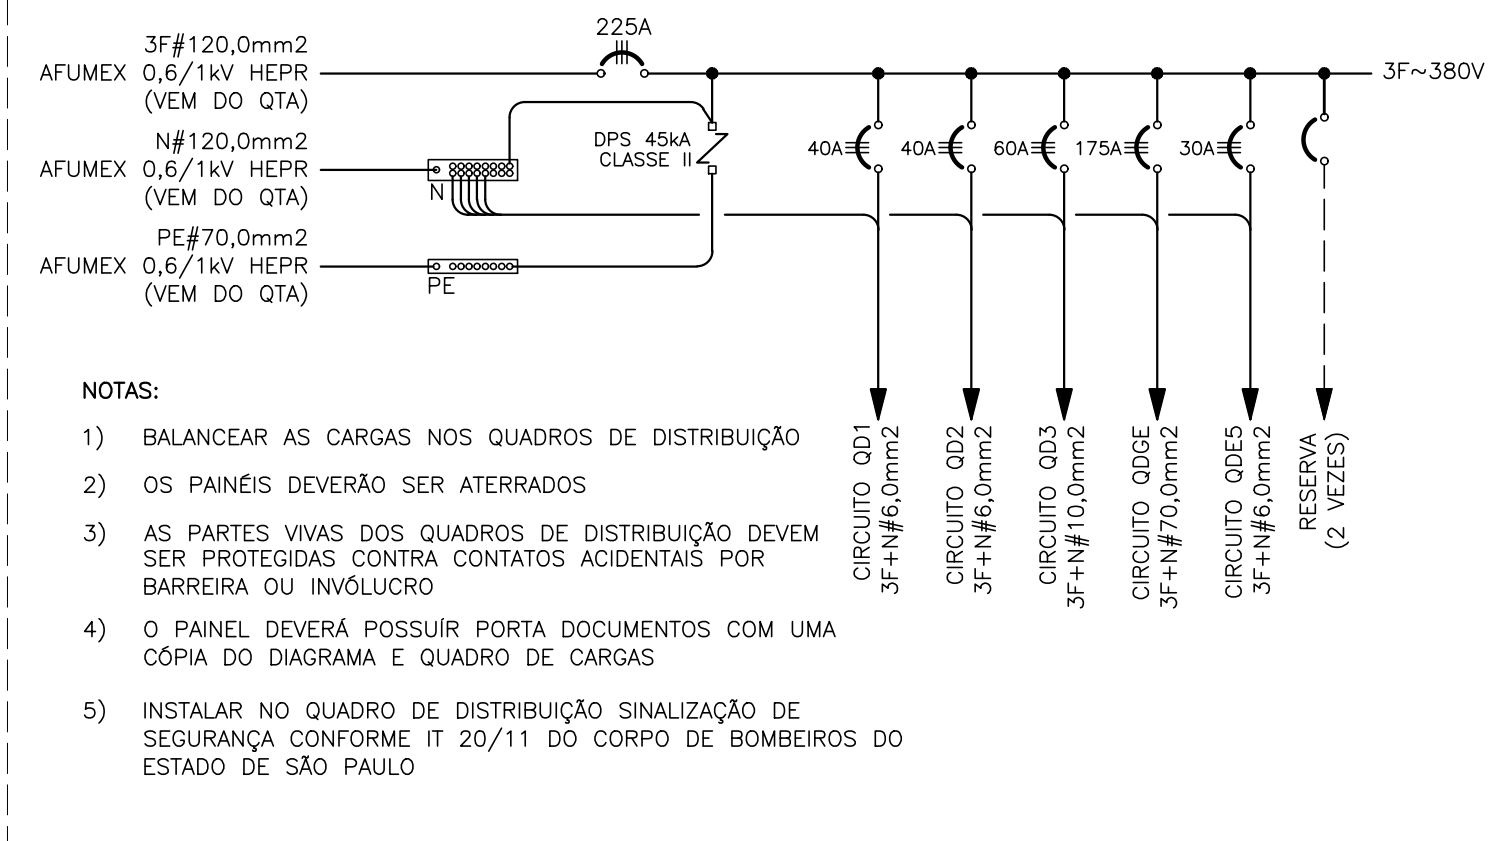 225A
3F#120,0mm2
AFUMEX 0,6/1kV HEPR
(VEM DO QTA)
3F~380V
N#120,0mm2
AFUMEX 0,6/1kV HEPR
(VEM DO QTA)
N
DPS 45kA
CLASSE II
40A
40A
60A
175A
30A
PE#70,0mm2
AFUMEX 0,6/1kV HEPR
(VEM DO QTA)
PE
CIRCUITO QD1
3F+N#6,0mm2
CIRCUITO QD2
3F+N#6,0mm2
CIRCUITO QD3
3F+N#10,0mm2
CIRCUITO QDGE
3F+N#70,0mm2
CIRCUITO QDE5
3F+N#6,0mm2
RESERVA
(2 VEZES)
NOTAS:
1) BALANCEAR AS CARGAS NOS QUADROS DE DISTRIBUIÇÃO
2) OS PAINÉIS DEVERÃO SER ATERRADOS
3) AS PARTES VIVAS DOS QUADROS DE DISTRIBUIÇÃO DEVEM
SER PROTEGIDAS CONTRA CONTATOS ACIDENTAIS POR
BARREIRA OU INVÓLUCRO
4) O PAINEL DEVERÁ POSSUÍR PORTA DOCUMENTOS COM UMA
CÓPIA DO DIAGRAMA E QUADRO DE CARGAS
5) INSTALAR NO QUADRO DE DISTRIBUIÇÃO SINALIZAÇÃO DE
SEGURANÇA CONFORME IT 20/11 DO CORPO DE BOMBEIROS DO
ESTADO DE SÃO PAULO